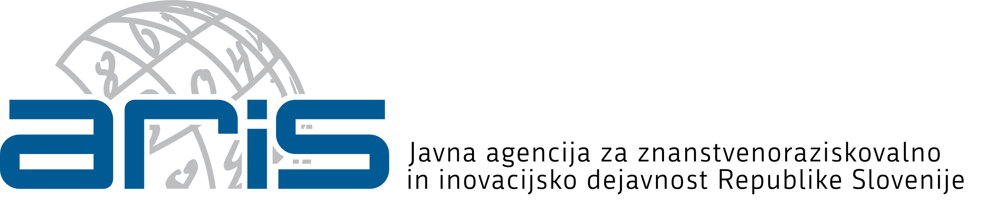 aris
Javna agencija za znanstvenoraziskovalno
in inovacijsko dejavnost Republike Slovenije